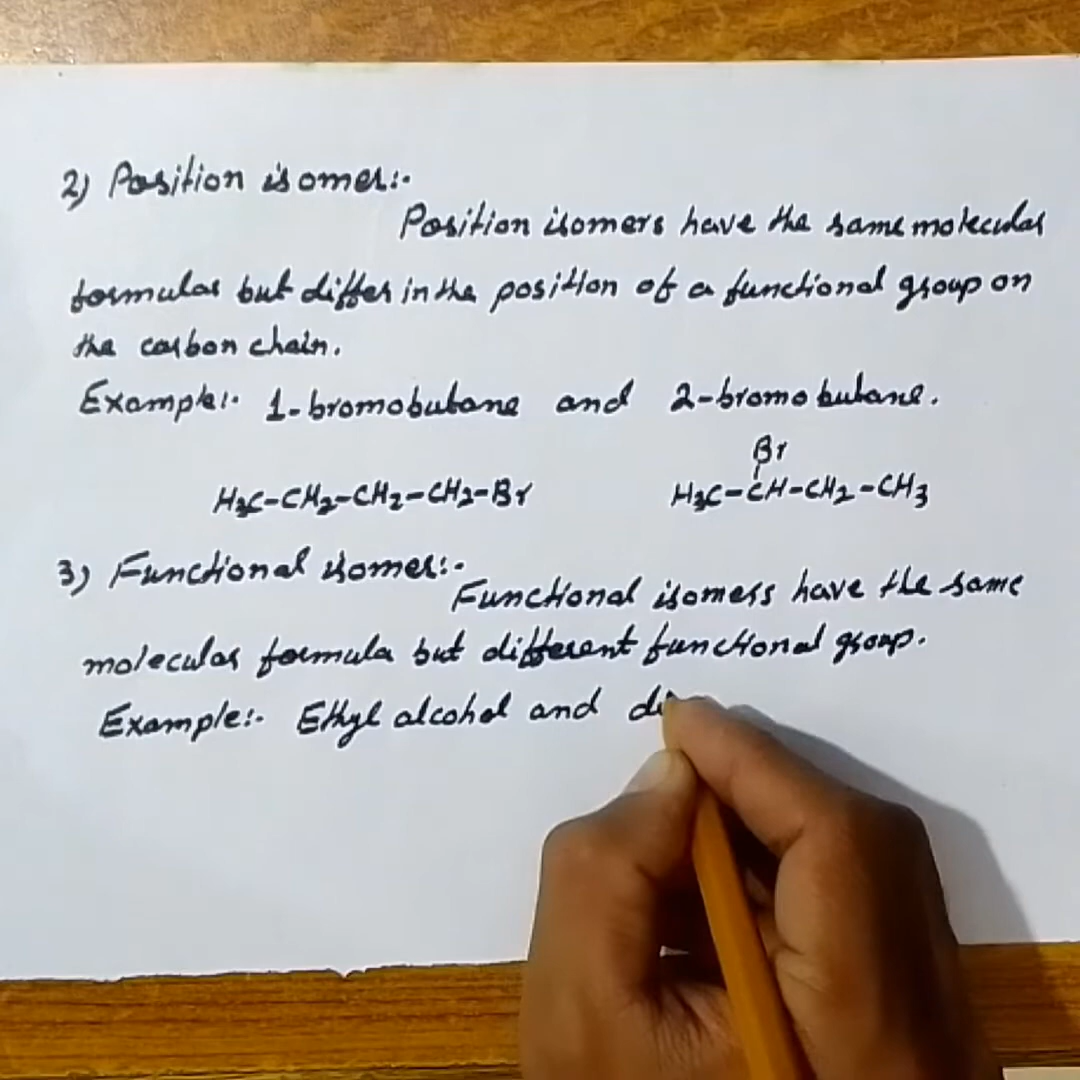 2) Position isomer:-
Position isomers have the same molecular
formular but differ in the position of a functional group on
the carbon chain.
Example:- 1-bromobutane and 2-bromobutane.
Br
H3C-CH2-CH2-CH2-Br H3C-CH-CH2-CH3
3) Functional isomer:-
Functional isomers have the same
molecular formula but different functional group.
Example:- Ethyl alcohol and di